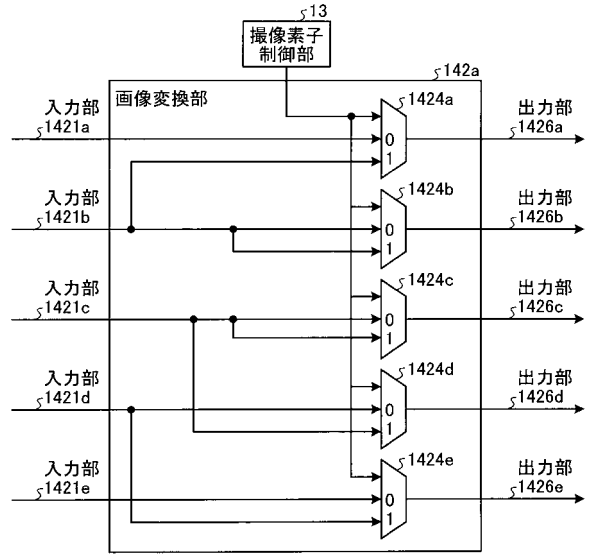 13
撮像素子
制御部
142a
画像変換部
入力部
1421a
1424a
0
1
出力部
1426a
入力部
1421b
1424b
0
1
出力部
1426b
入力部
1421c
1424c
0
1
出力部
1426c
入力部
1421d
1424d
0
1
出力部
1426d
入力部
1421e
1424e
0
1
出力部
1426e